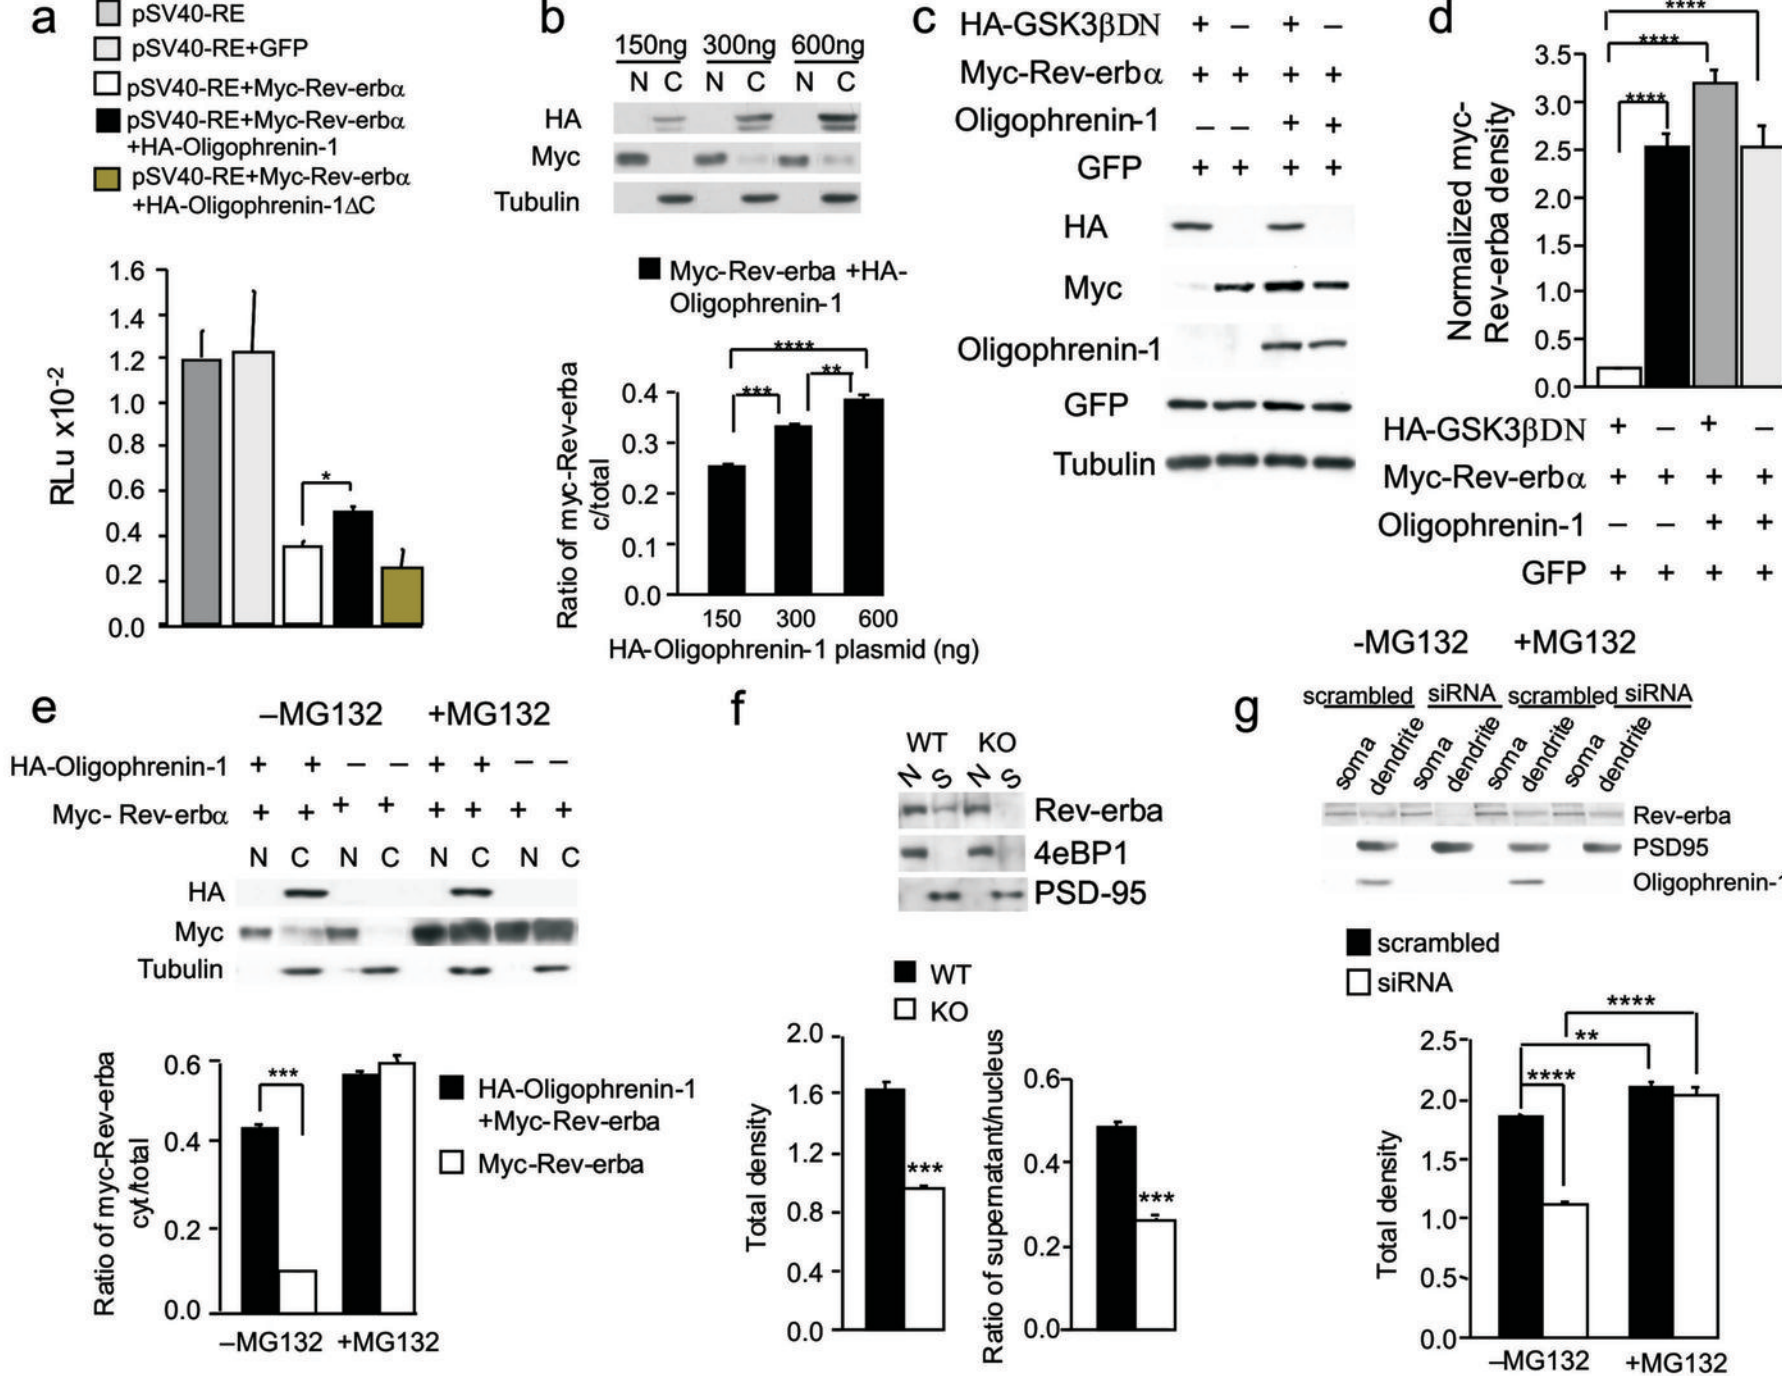 a
pSV40-RE
pSV40-RE+GFP
pSV40-RE+Myc-Rev-erbα
pSV40-RE+Myc-Rev-erbα
+HA-Oligophrenin-1
pSV40-RE+Myc-Rev-erbα
+HA-Oligophrenin-1ΔC
RLu x10-2
1.6
1.4
1.2
1.0
0.8
0.6
0.4
0.2
0.0
*
b
150ng 300ng 600ng
N C N C N C
HA
Myc
Tubulin
Myc-Rev-erba +HA-
Oligophrenin-1
Ratio of myc-Rev-erba
c/total
0.4
0.3
0.2
0.1
0.0
****
*** **
150 300 600
HA-Oligophrenin-1 plasmid (ng)
c
HA-GSK3βDN + – + –
Myc-Rev-erbα + + + +
Oligophrenin-1 – – + +
GFP + + + +
HA
Myc
Oligophrenin-1
GFP
Tubulin
d
****
****
****
Normalized myc-
Rev-erba density
3.5
3.0
2.5
2.0
1.5
1.0
0.5
0.0
HA-GSK3βDN + – + –
Myc-Rev-erbα + + + +
Oligophrenin-1 – – + +
GFP + + + +
e
–MG132 +MG132
HA-Oligophrenin-1 + + – – + + – –
Myc- Rev-erbα + + + + + + + +
N C N C N C N C
HA
Myc
Tubulin
Ratio of myc-Rev-erba
cyt/total
0.6
0.4
0.2
0.0
***
HA-Oligophrenin-1
+Myc-Rev-erba
Myc-Rev-erba
–MG132 +MG132
f
WT KO
N S N S
Rev-erba
4eBP1
PSD-95
WT
KO
Total density
2.0
1.6
1.2
0.8
0.4
0.0
***
Ratio of supernatant/nucleus
0.6
0.4
0.2
0.0
***
g
-MG132 +MG132
scrambled siRNA scrambled siRNA
soma dendrite soma dendrite soma dendrite soma dendrite
Rev-erba
PSD95
Oligophrenin-1
scrambled
siRNA
Total density
2.5
2.0
1.5
1.0
0.5
0.0
****
**
****
–MG132 +MG132